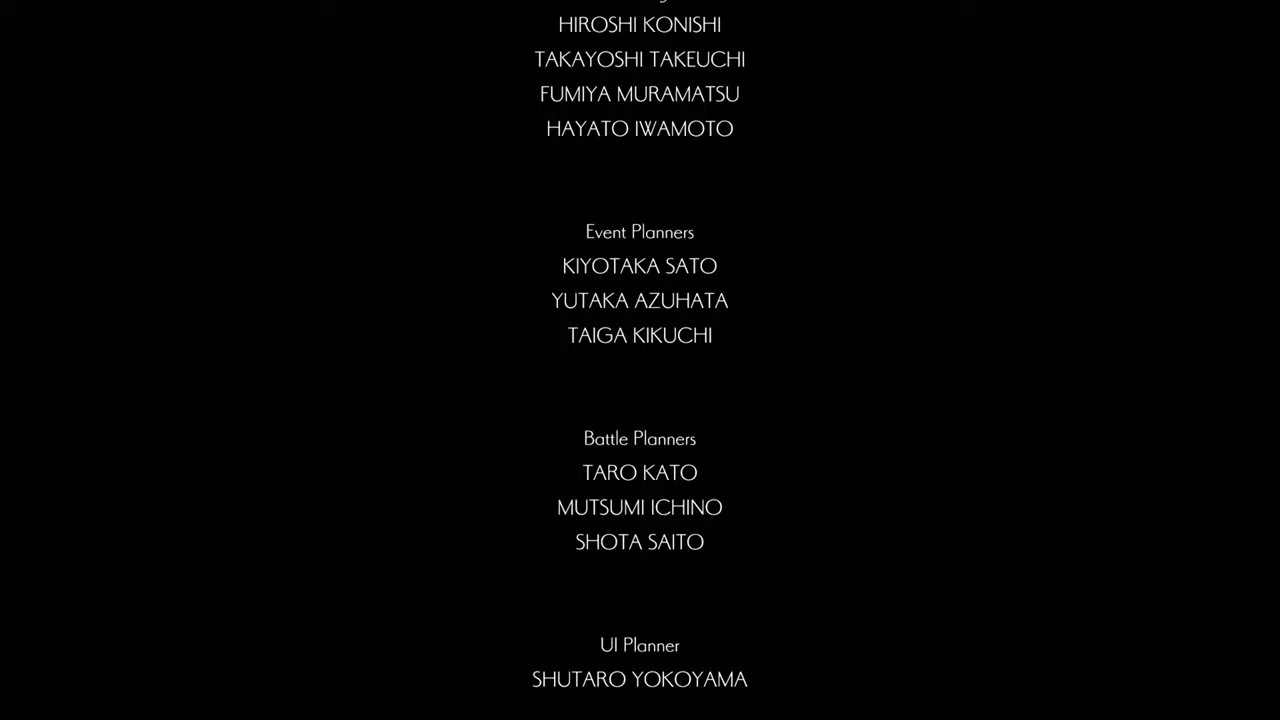 HIROSHI KONISHI
TAKAYOSHI TAKEUCHI
FUMIYA MURAMATSU
HAYATO IWAMOTO
Event Planners
KIYOTAKA SATO
YUTAKA AZUHATA
TAIGA KIKUCHI
Battle Planners
TARO KATO
MUTSUMI ICHINO
SHOTA SAITO
UI Planner
SHUTARO YOKOYAMA